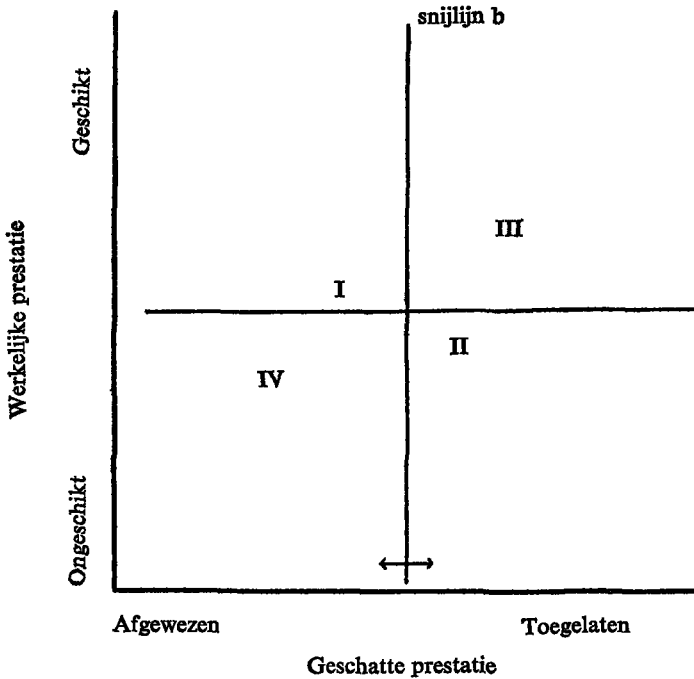 snijlijn b
Geschikt
III
Werkelijke prestatie
I
II
IV
Ongeschikt
Afgewezen
Toegelaten
Geschatte prestatie